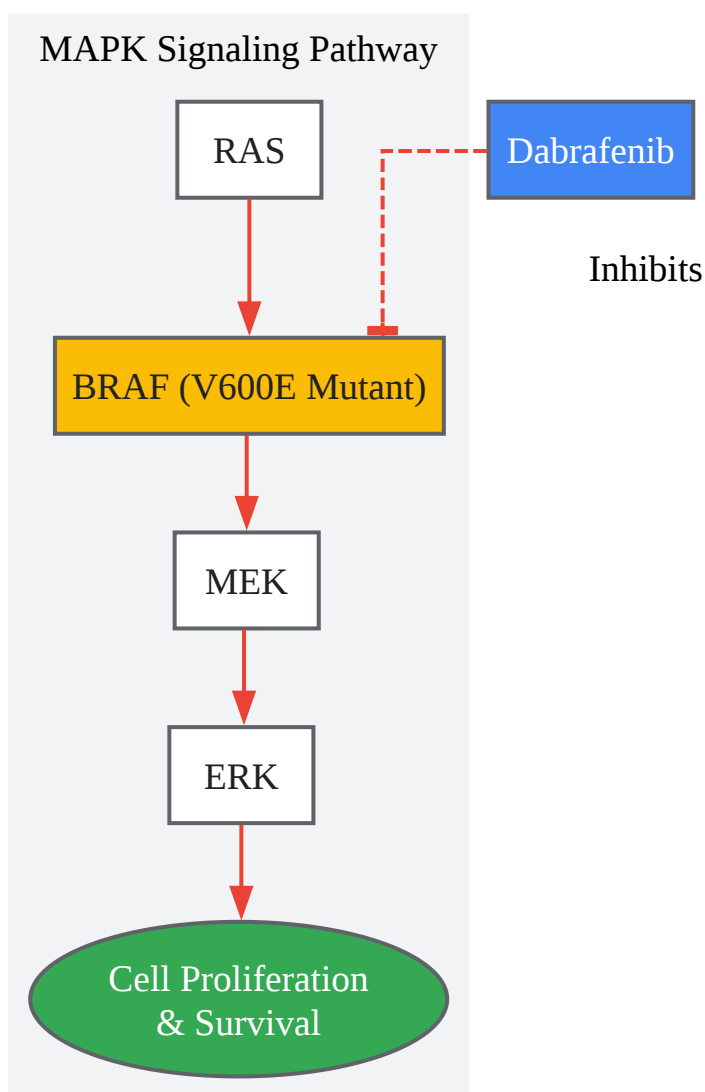 MAPK Signaling Pathway
RAS
Dabrafenib
Inhibits
BRAF (V600E Mutant)
MEK
ERK
Cell Proliferation
& Survival